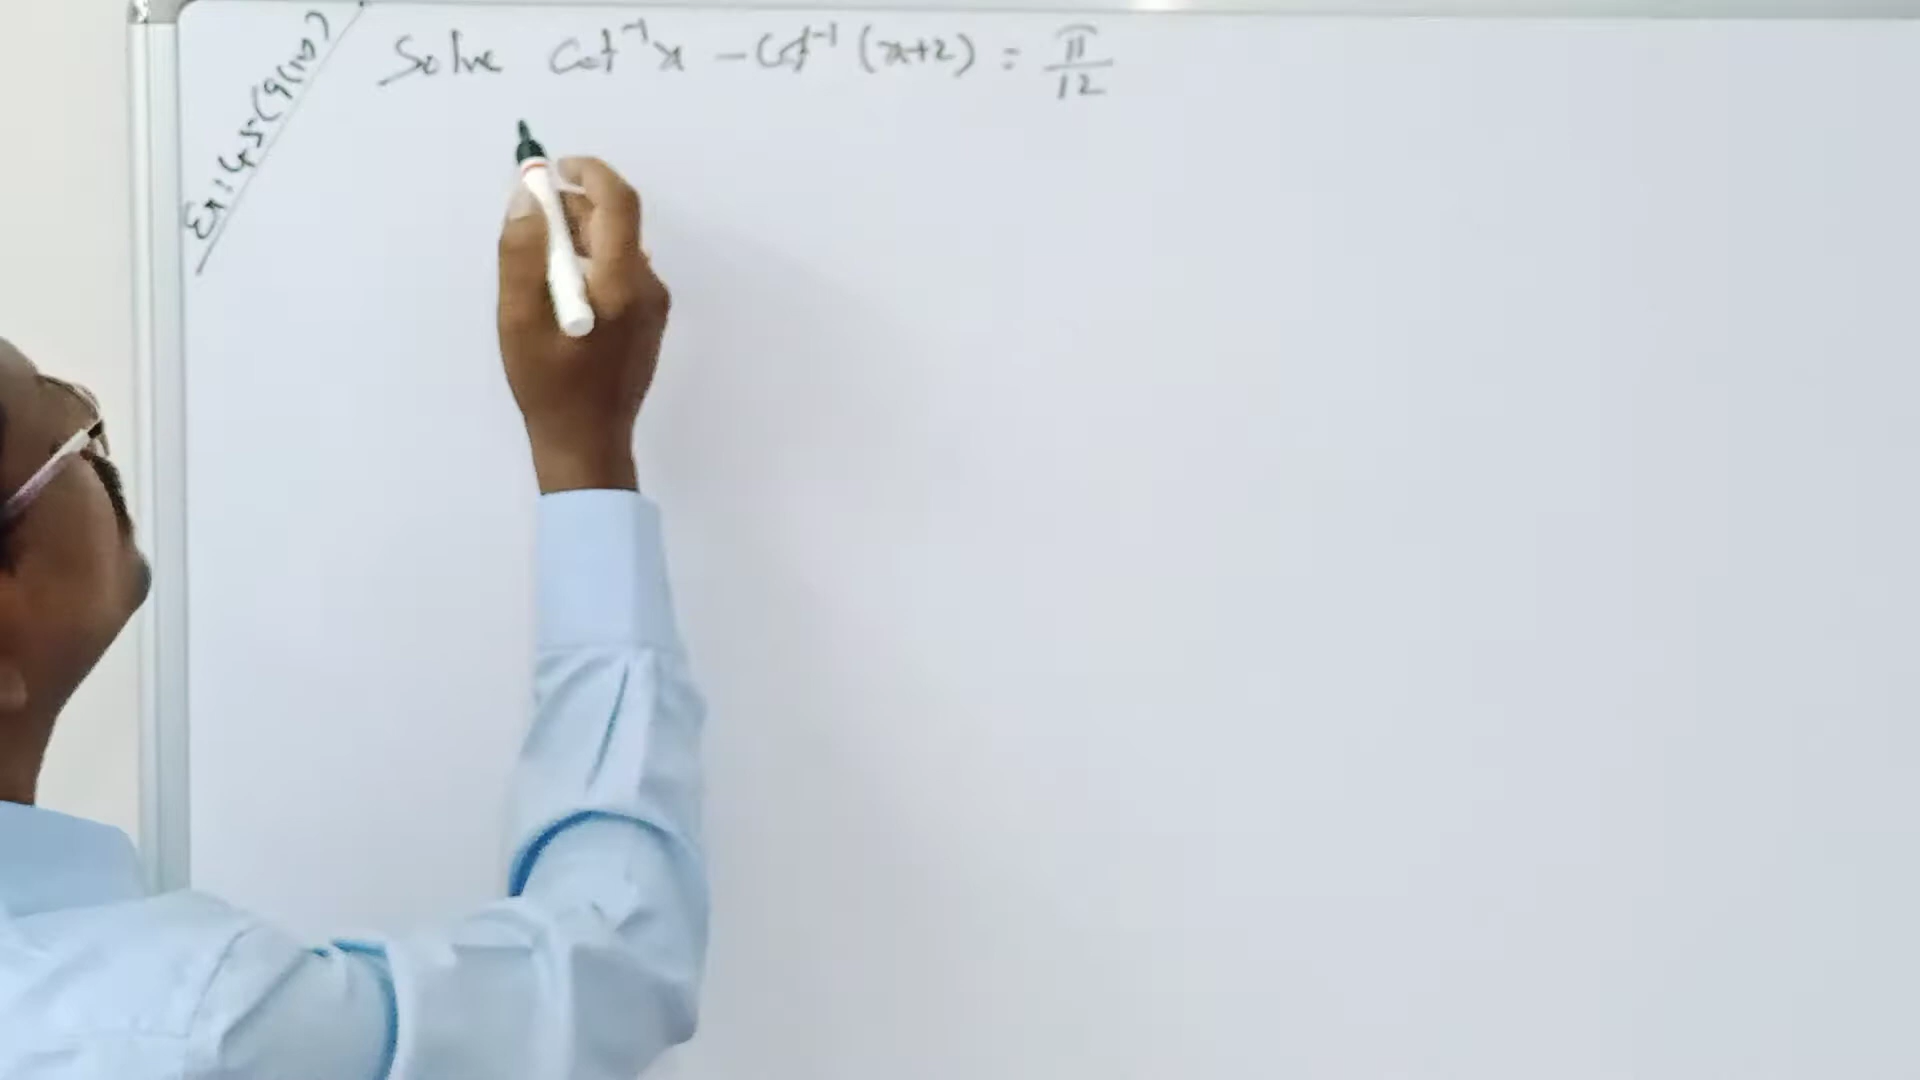 Ex: 4.5 (9(iv))
Solve Cot⁻¹x - Cot⁻¹(x+2) = π/12